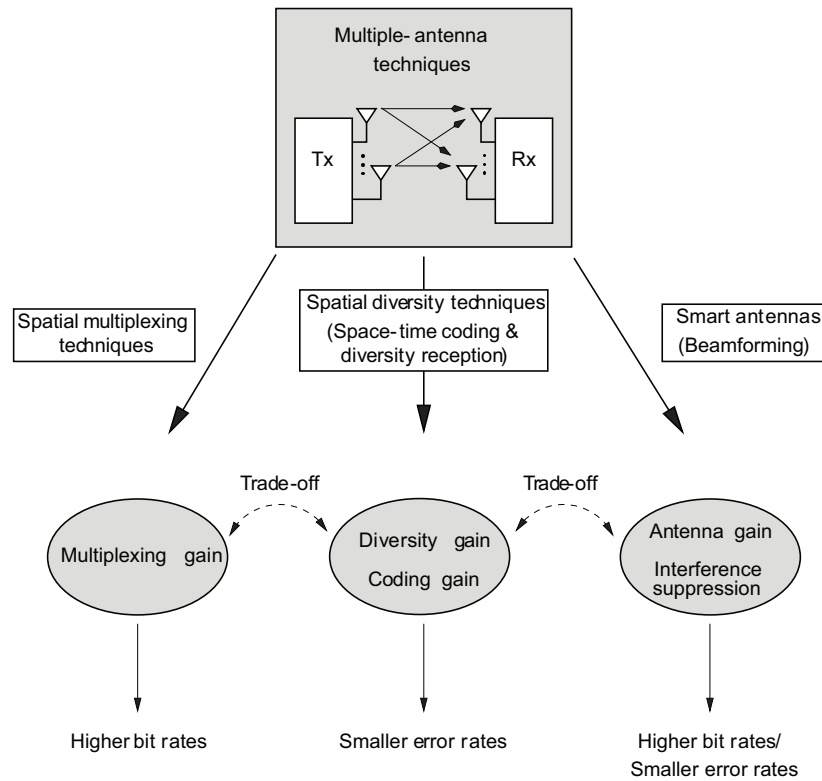 Multiple- antenna
techniques
Tx
Rx
Spatial multiplexing
techniques
Spatial diversity techniques
(Space-time coding &
diversity reception)
Smart antennas
(Beamforming)
Trade-off
Trade-off
Multiplexing gain
Diversity gain
Coding gain
Antenna gain
Interference
suppression
Higher bit rates
Smaller error rates
Higher bit rates/
Smaller error rates